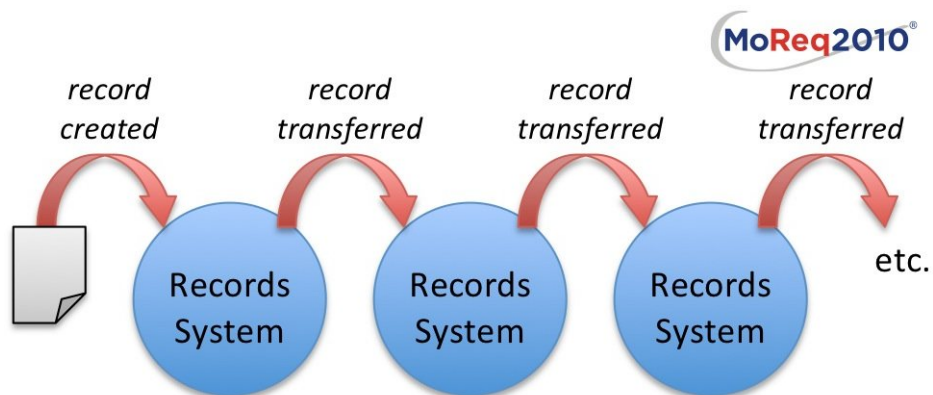 MoReq2010®
record
created
record
transferred
record
transferred
record
transferred
Records
System
Records
System
Records
System
etc.